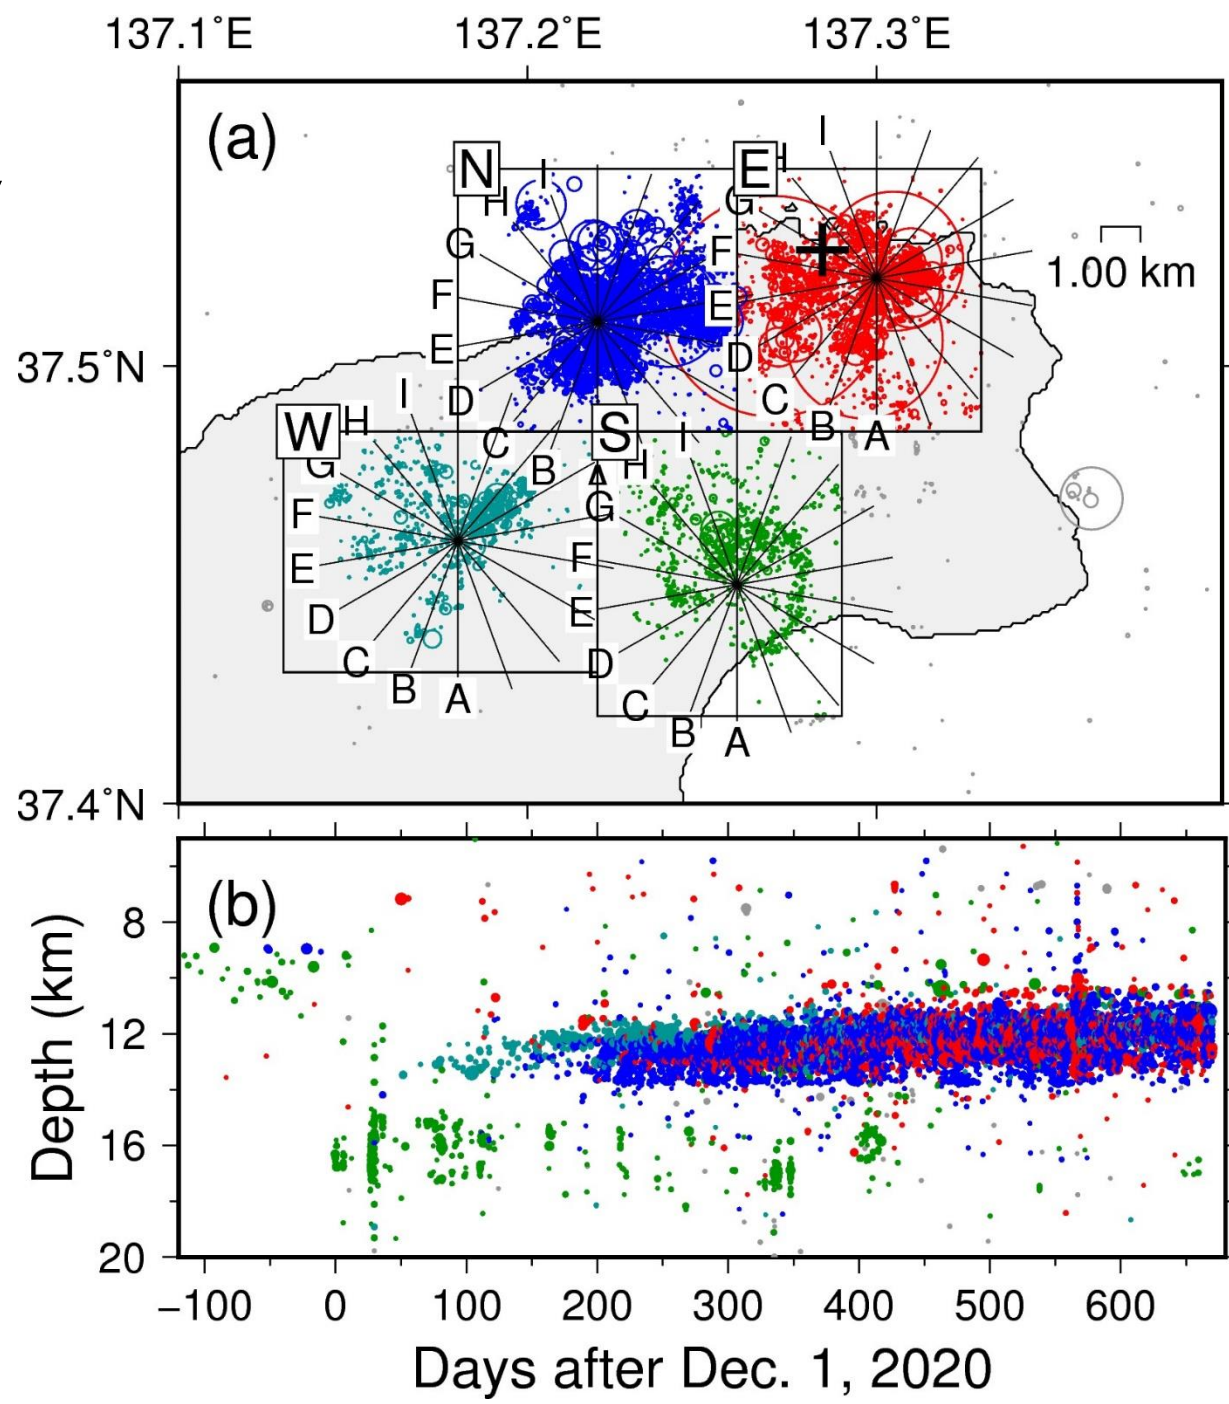 137.1°E 137.2°E 137.3°E
(a)
N
E
I
H
I
H
G
G
F
F
1.00 km
E
E
37.5°N
D
D
C
B
A
I
H
W
C
B
A
S
I
H
G
G
F
F
E
E
D
D
C
C
B
A
B
A
37.4°N
(b)
8
12
16
20
Depth (km)
−100 0 100 200 300 400 500 600
Days after Dec. 1, 2020